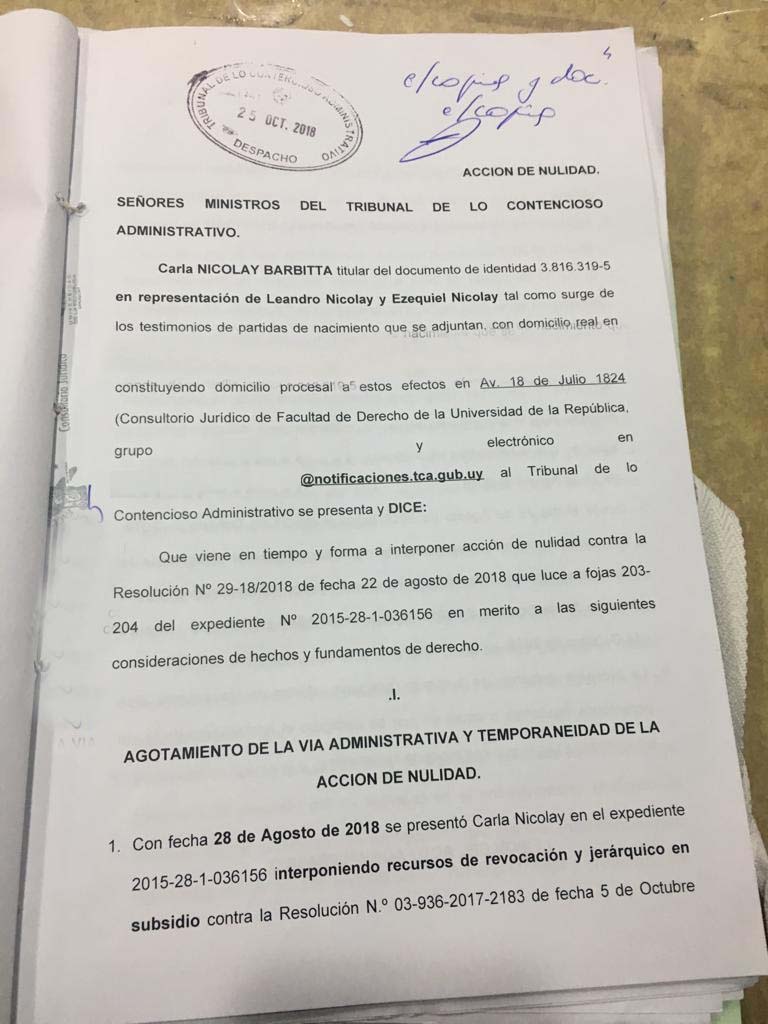 4
c/copias y doc.
c/copias
TRIBUNAL DE LO CONTENCIOSO ADMINISTRATIVO
25 OCT. 2018
DESPACHO
ACCION DE NULIDAD.
SEÑORES MINISTROS DEL TRIBUNAL DE LO CONTENCIOSO
ADMINISTRATIVO.
Carla NICOLAY BARBITTA titular del documento de identidad 3.816.319-5
en representación de Leandro Nicolay y Ezequiel Nicolay tal como surge de
los testimonios de partidas de nacimiento que se adjuntan, con domicilio real en
constituyendo domicilio procesal a estos efectos en Av. 18 de Julio 1824
(Consultorio Jurídico de Facultad de Derecho de la Universidad de la República,
grupo y electrónico en
@notificaciones.tca.gub.uy al Tribunal de lo
Contencioso Administrativo se presenta y DICE:
Que viene en tiempo y forma a interponer acción de nulidad contra la
Resolución Nº 29-18/2018 de fecha 22 de agosto de 2018 que luce a fojas 203-
204 del expediente Nº 2015-28-1-036156 en merito a las siguientes
consideraciones de hechos y fundamentos de derecho.
.I.
AGOTAMIENTO DE LA VIA ADMINISTRATIVA Y TEMPORANEIDAD DE LA
ACCION DE NULIDAD.
1. Con fecha 28 de Agosto de 2018 se presentó Carla Nicolay en el expediente
2015-28-1-036156 interponiendo recursos de revocación y jerárquico en
subsidio contra la Resolución N.º 03-936-2017-2183 de fecha 5 de Octubre
Consultorio Jurídico
A VIA